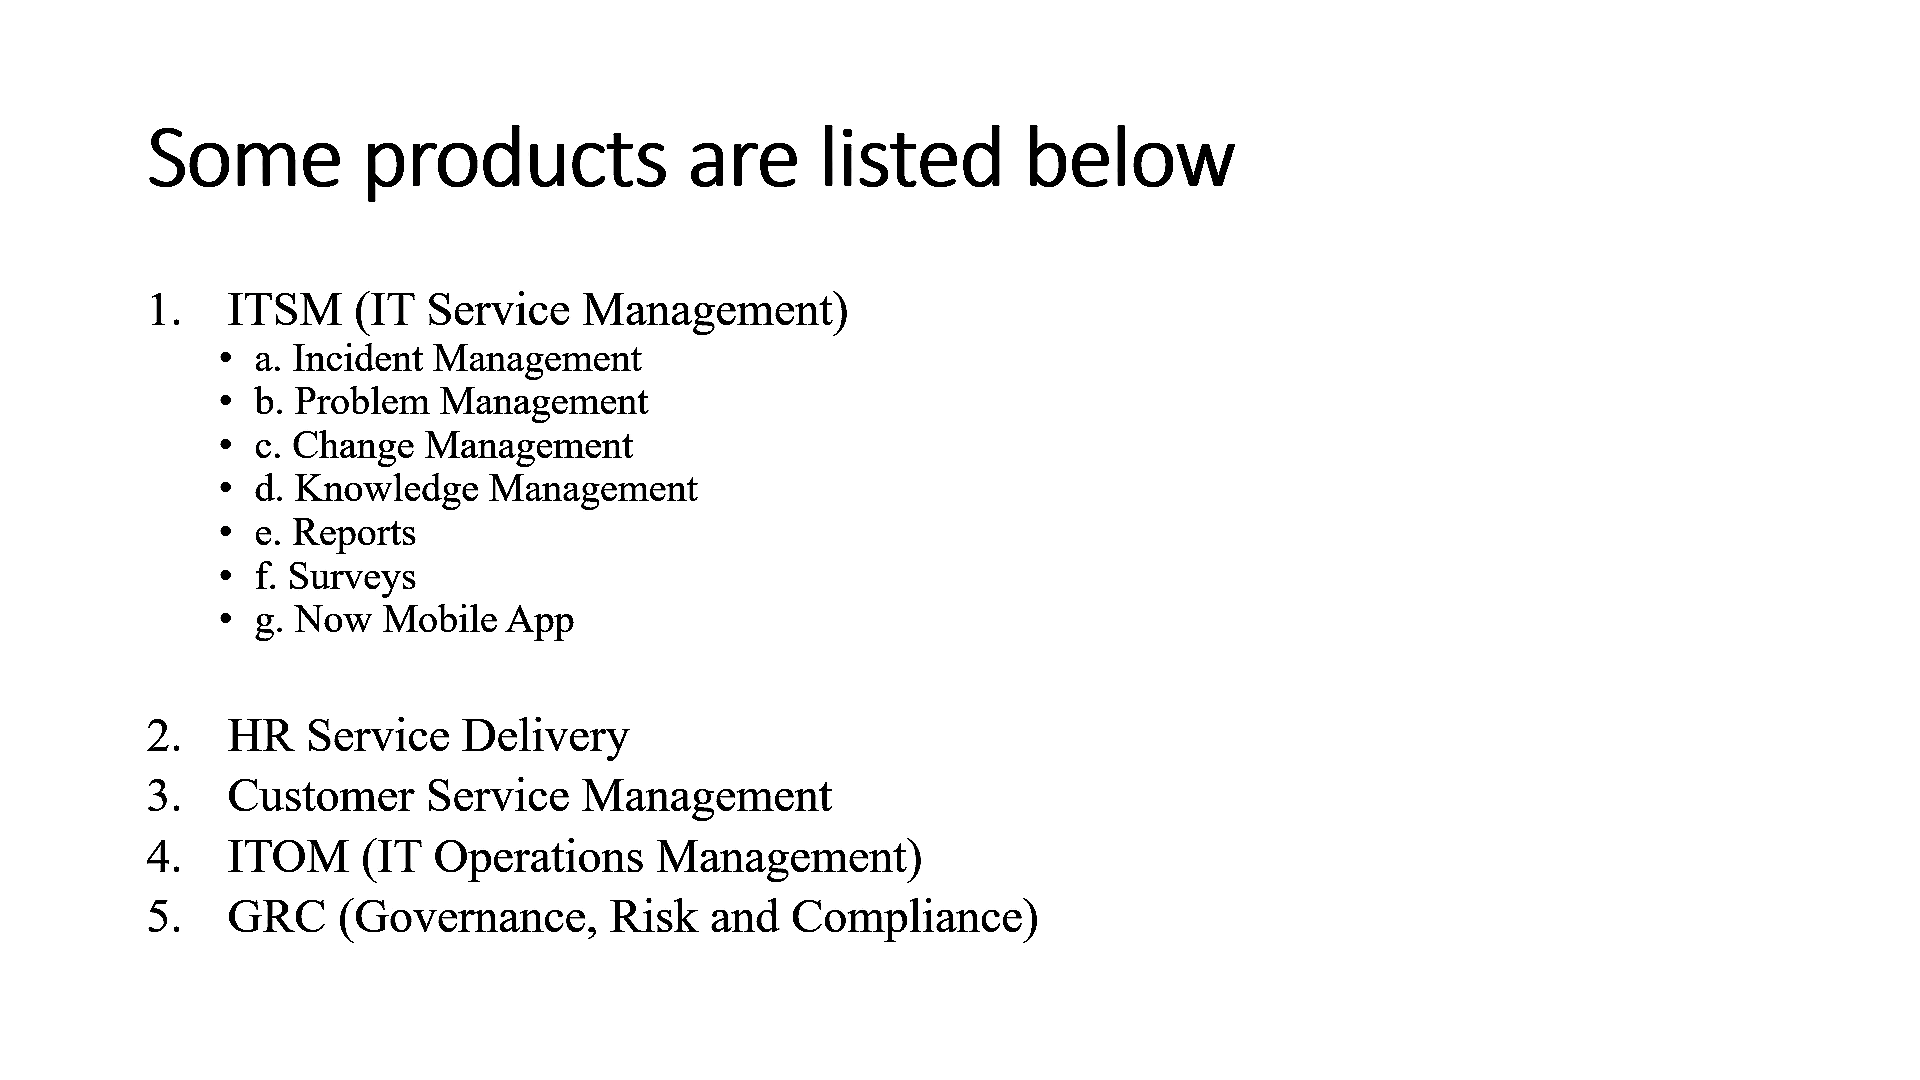 Some products are listed below
1. ITSM (IT Service Management)
• a. Incident Management
• b. Problem Management
• c. Change Management
• d. Knowledge Management
• e. Reports
• f. Surveys
• g. Now Mobile App
2. HR Service Delivery
3. Customer Service Management
4. ITOM (IT Operations Management)
5. GRC (Governance, Risk and Compliance)